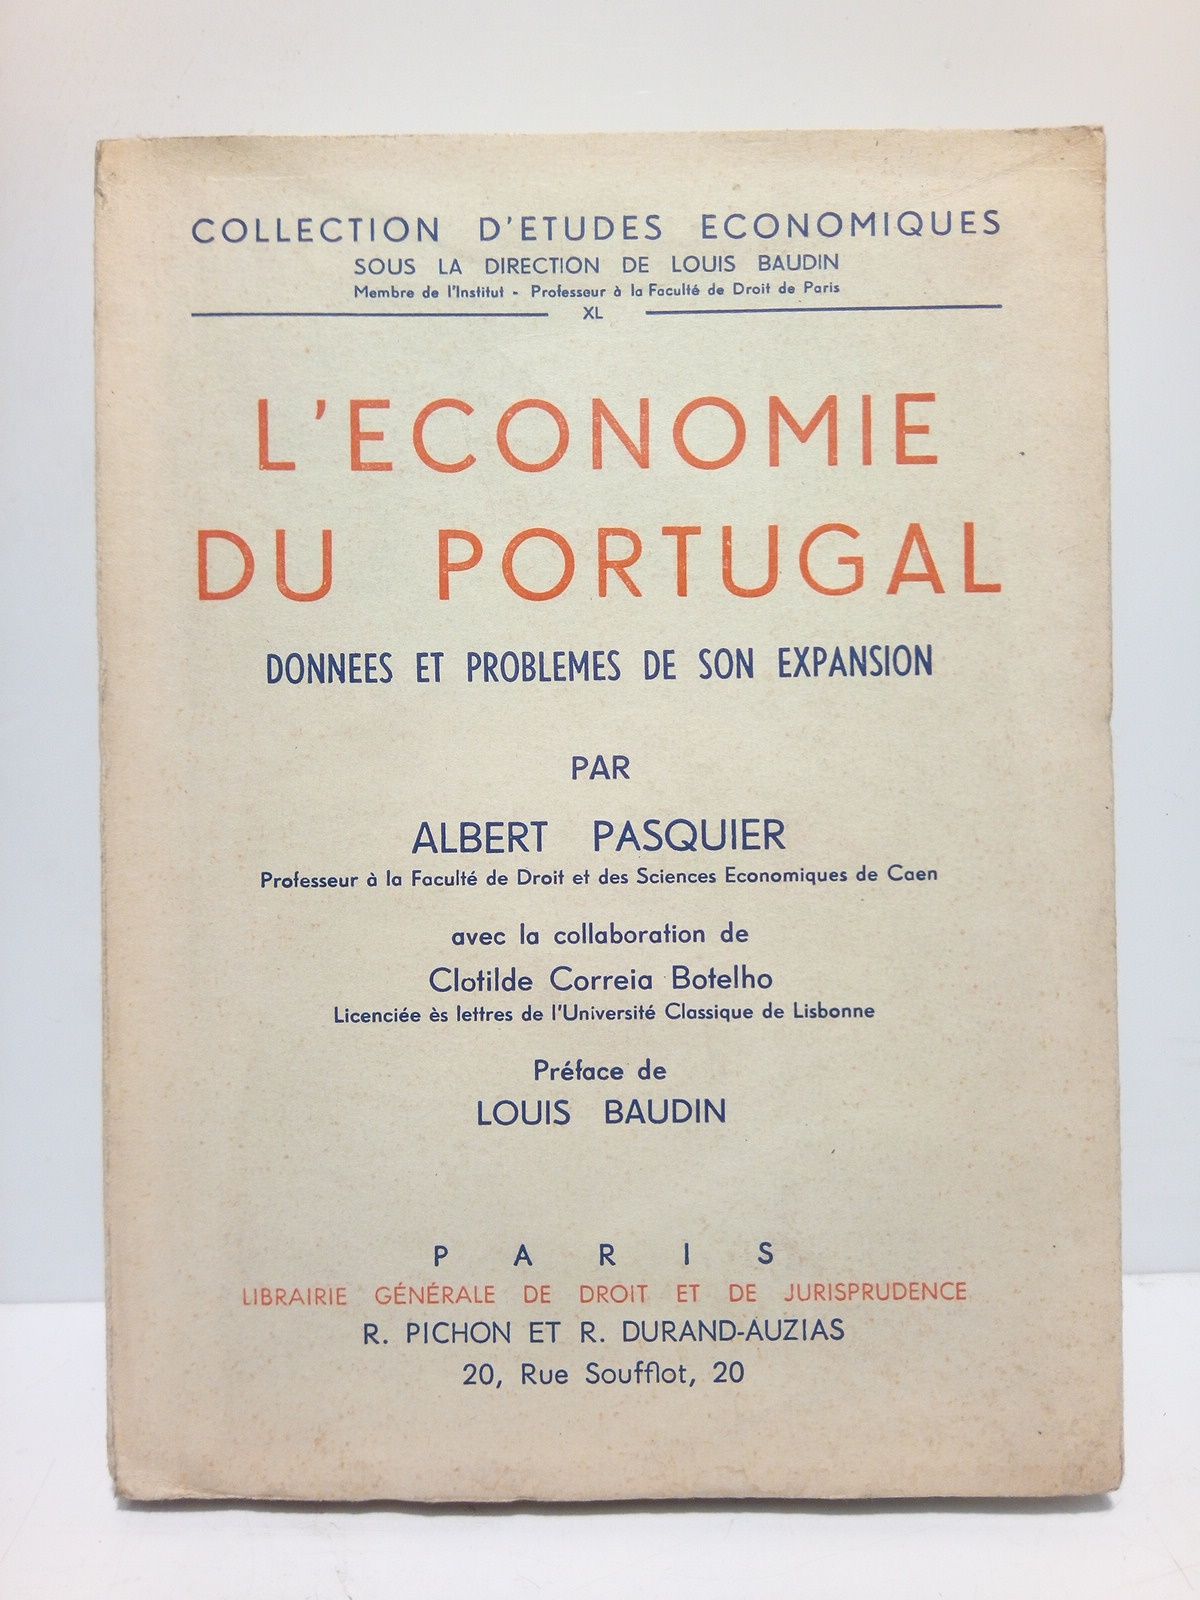 COLLECTION D'ETUDES ECONOMIQUES
SOUS LA DIRECTION DE LOUIS BAUDIN
Membre de l'Institut - Professeur à la Faculté de Droit de Paris
XL
L'ECONOMIE
DU PORTUGAL
DONNEES ET PROBLEMES DE SON EXPANSION
PAR
ALBERT PASQUIER
Professeur à la Faculté de Droit et des Sciences Economiques de Caen
avec la collaboration de
Clotilde Correia Botelho
Licenciée ès lettres de l'Université Classique de Lisbonne
Préface de
LOUIS BAUDIN
PARIS
LIBRAIRIE GÉNÉRALE DE DROIT ET DE JURISPRUDENCE
R. PICHON ET R. DURAND-AUZIAS
20, Rue Soufflot, 20